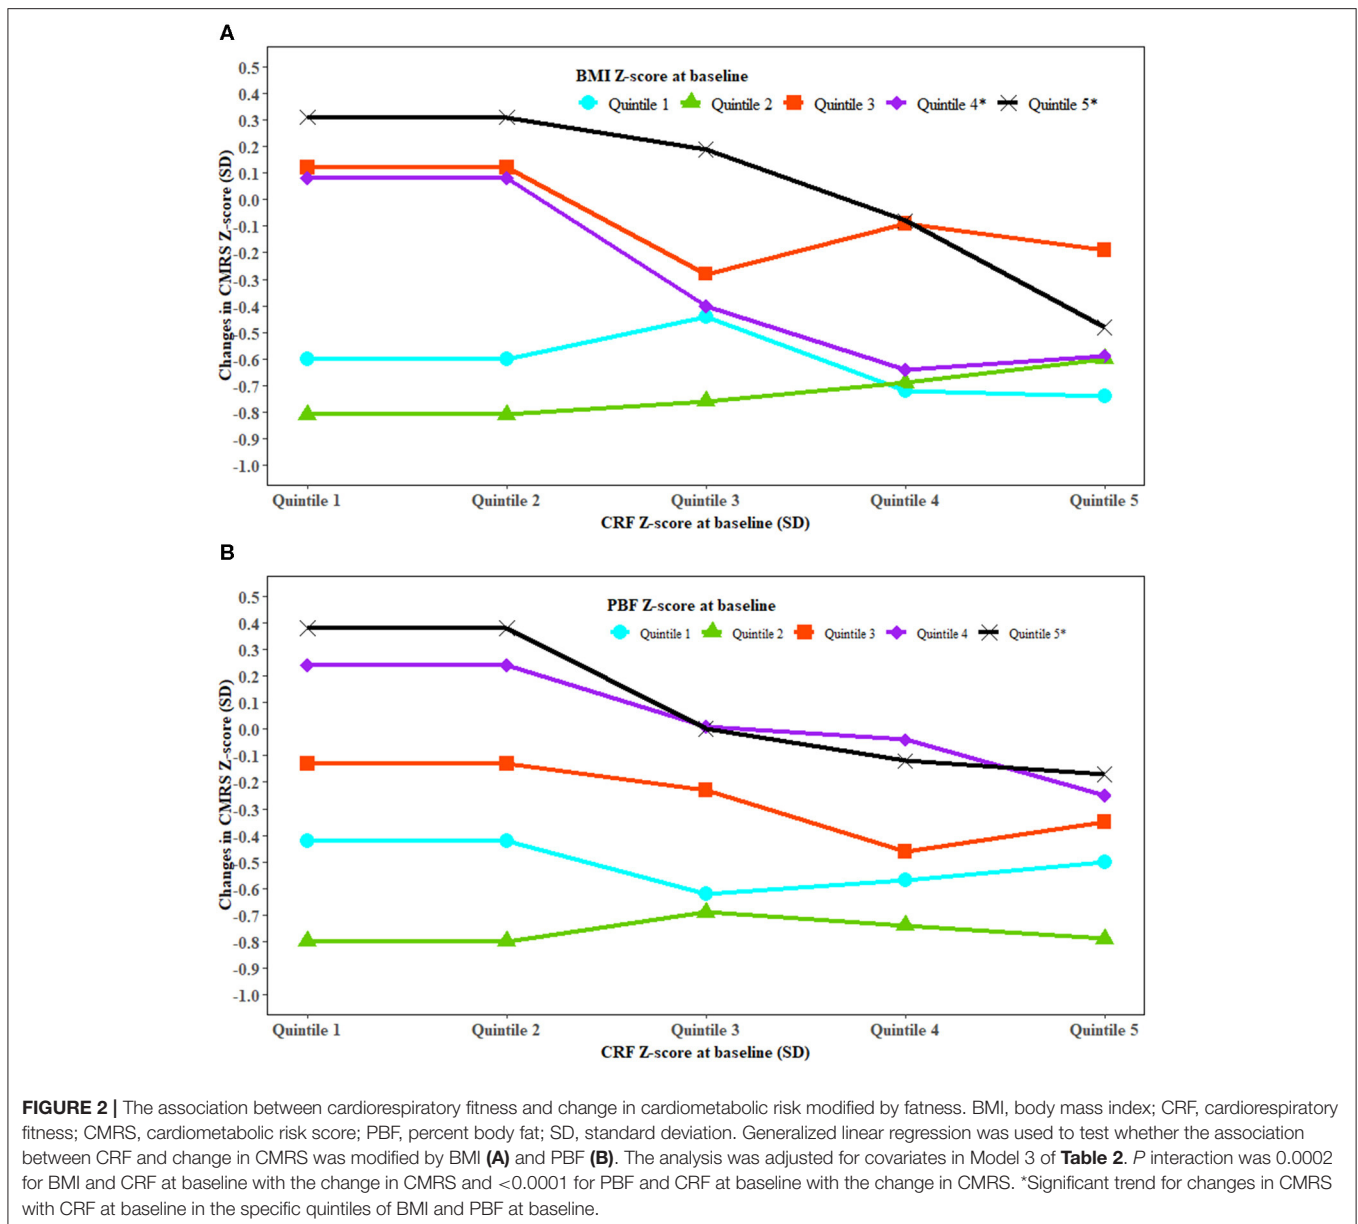 A
BMI Z-score at baseline
Quintile 1 Quintile 2 Quintile 3 Quintile 4* Quintile 5*
Changes in CMRS Z-score (SD)
0.5
0.4
0.3
0.2
0.1
0.0
-0.1
-0.2
-0.3
-0.4
-0.5
-0.6
-0.7
-0.8
-0.9
-1.0
Quintile 1 Quintile 2 Quintile 3 Quintile 4 Quintile 5
CRF Z-score at baseline (SD)
B
PBF Z-score at baseline
Quintile 1 Quintile 2 Quintile 3 Quintile 4 Quintile 5*
Changes in CMRS Z-score (SD)
0.5
0.4
0.3
0.2
0.1
0.0
-0.1
-0.2
-0.3
-0.4
-0.5
-0.6
-0.7
-0.8
-0.9
-1.0
Quintile 1 Quintile 2 Quintile 3 Quintile 4 Quintile 5
CRF Z-score at baseline (SD)
FIGURE 2 | The association between cardiorespiratory fitness and change in cardiometabolic risk modified by fatness. BMI, body mass index; CRF, cardiorespiratory
fitness; CMRS, cardiometabolic risk score; PBF, percent body fat; SD, standard deviation. Generalized linear regression was used to test whether the association
between CRF and change in CMRS was modified by BMI (A) and PBF (B). The analysis was adjusted for covariates in Model 3 of Table 2. P interaction was 0.0002
for BMI and CRF at baseline with the change in CMRS and <0.0001 for PBF and CRF at baseline with the change in CMRS. *Significant trend for changes in CMRS
with CRF at baseline in the specific quintiles of BMI and PBF at baseline.